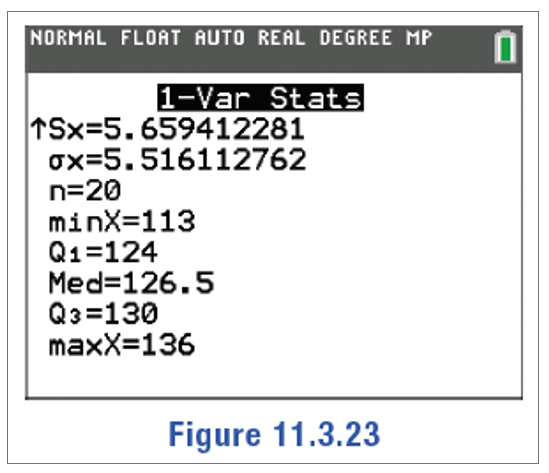 NORMAL FLOAT AUTO REAL DEGREE MP
1-Var Stats
↑Sx=5.659412281
σx=5.516112762
n=20
minX=113
Q₁=124
Med=126.5
Q₃=130
maxX=136
Figure 11.3.23